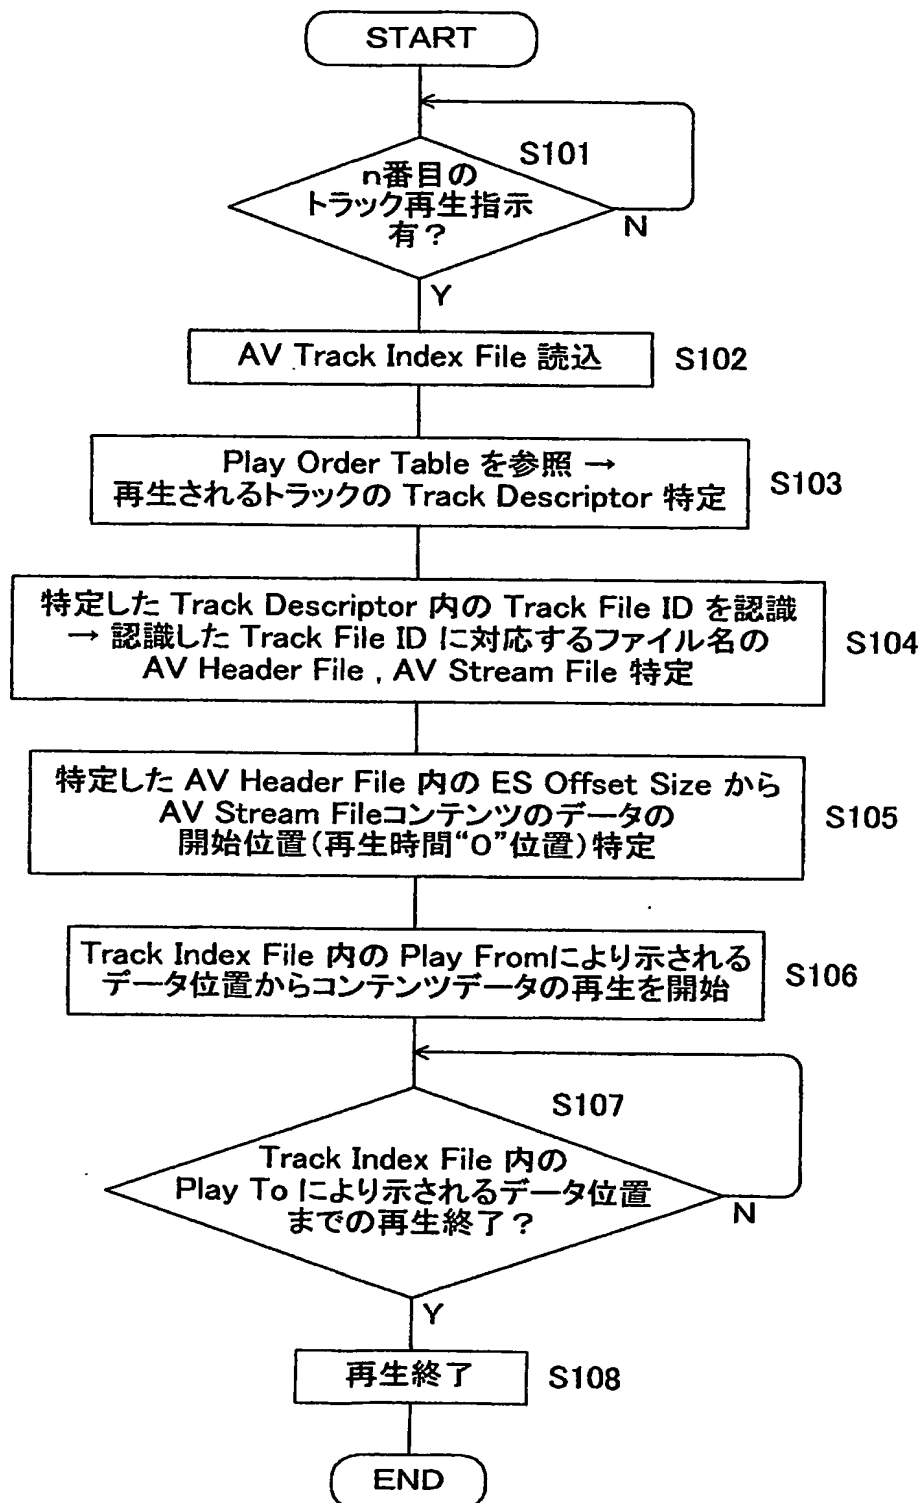 START
S101
n番目の
トラック再生指示
有?
N
Y
AV Track Index File 読込
S102
Play Order Table を参照 →
再生されるトラックの Track Descriptor 特定
S103
特定した Track Descriptor 内の Track File ID を認識
→ 認識した Track File ID に対応するファイル名の
AV Header File , AV Stream File 特定
S104
特定した AV Header File 内の ES Offset Size から
AV Stream Fileコンテンツのデータの
開始位置(再生時間“0”位置)特定
S105
Track Index File 内の Play Fromにより示される
データ位置からコンテンツデータの再生を開始
S106
S107
Track Index File 内の
Play To により示されるデータ位置
までの再生終了?
N
Y
再生終了
S108
END